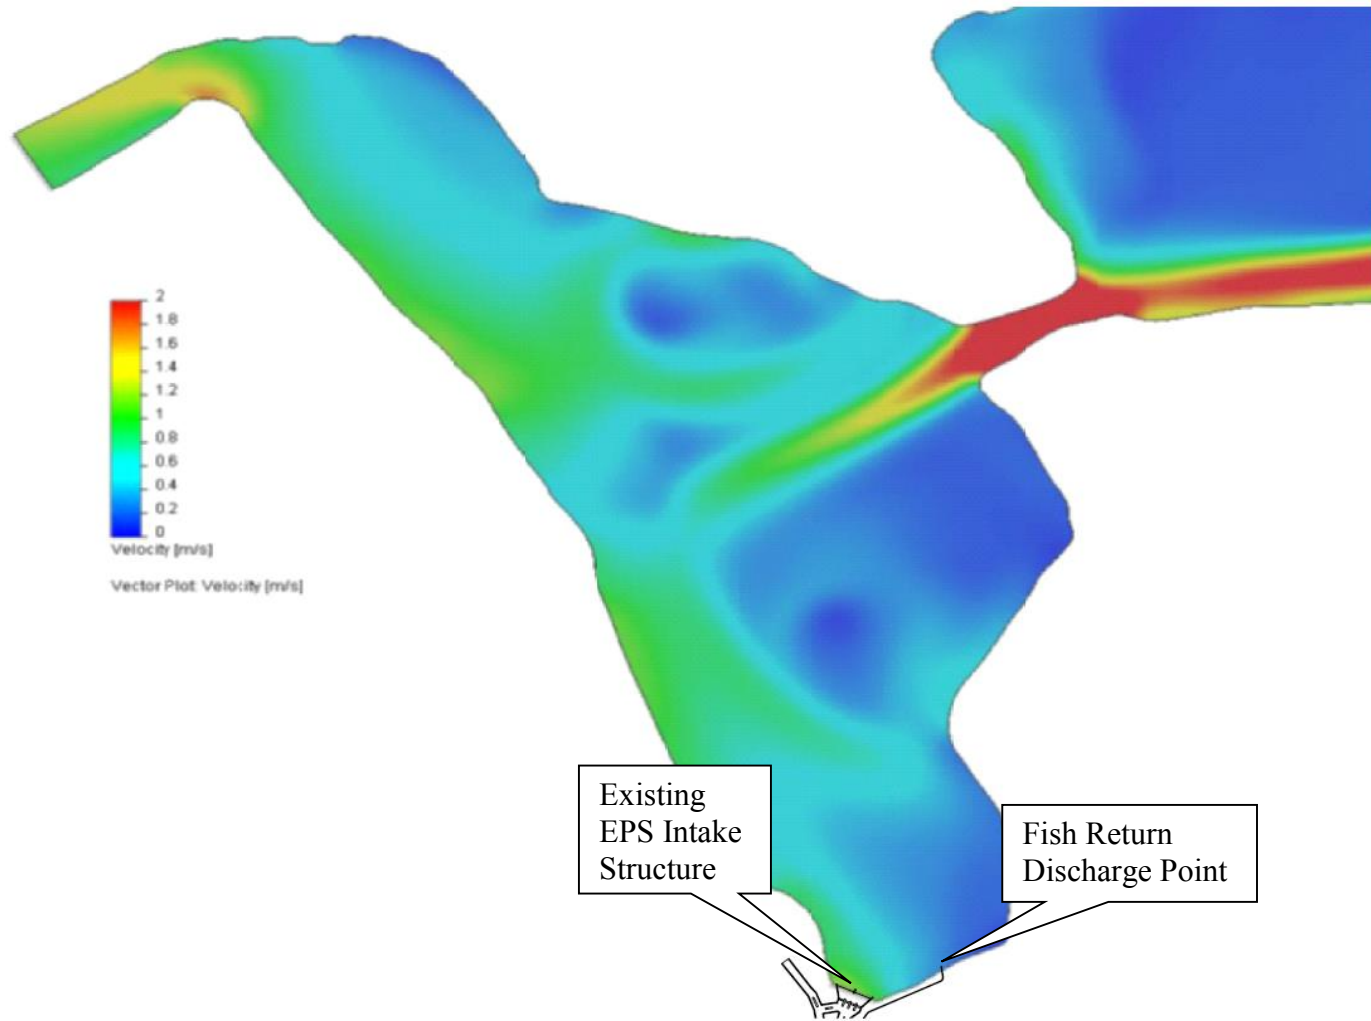 2
1.8
1.6
1.4
1.2
1
0.8
0.6
0.4
0.2
0
Velocity [m/s]
Vector Plot: Velocity [m/s]
Existing
EPS Intake
Structure
Fish Return
Discharge Point